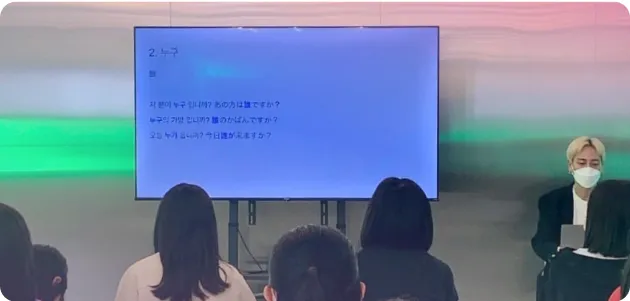 2. 누구
誰
저 분이 누구 입니까? あの方は誰ですか?
누구의 가방 입니까? 誰のかばんですか?
오늘 누가 옵니까? 今日誰が来ますか?